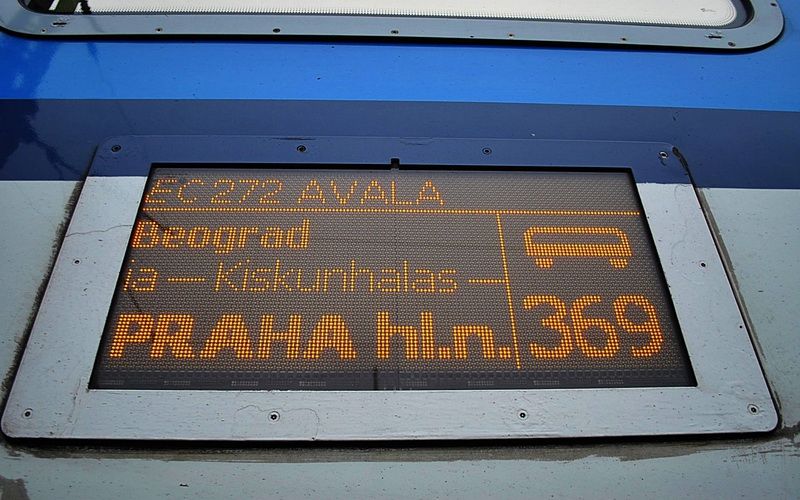 EC 272 AVALA
Beograd
ia — Kiskunhalas —
PRAHA hl.n.
369